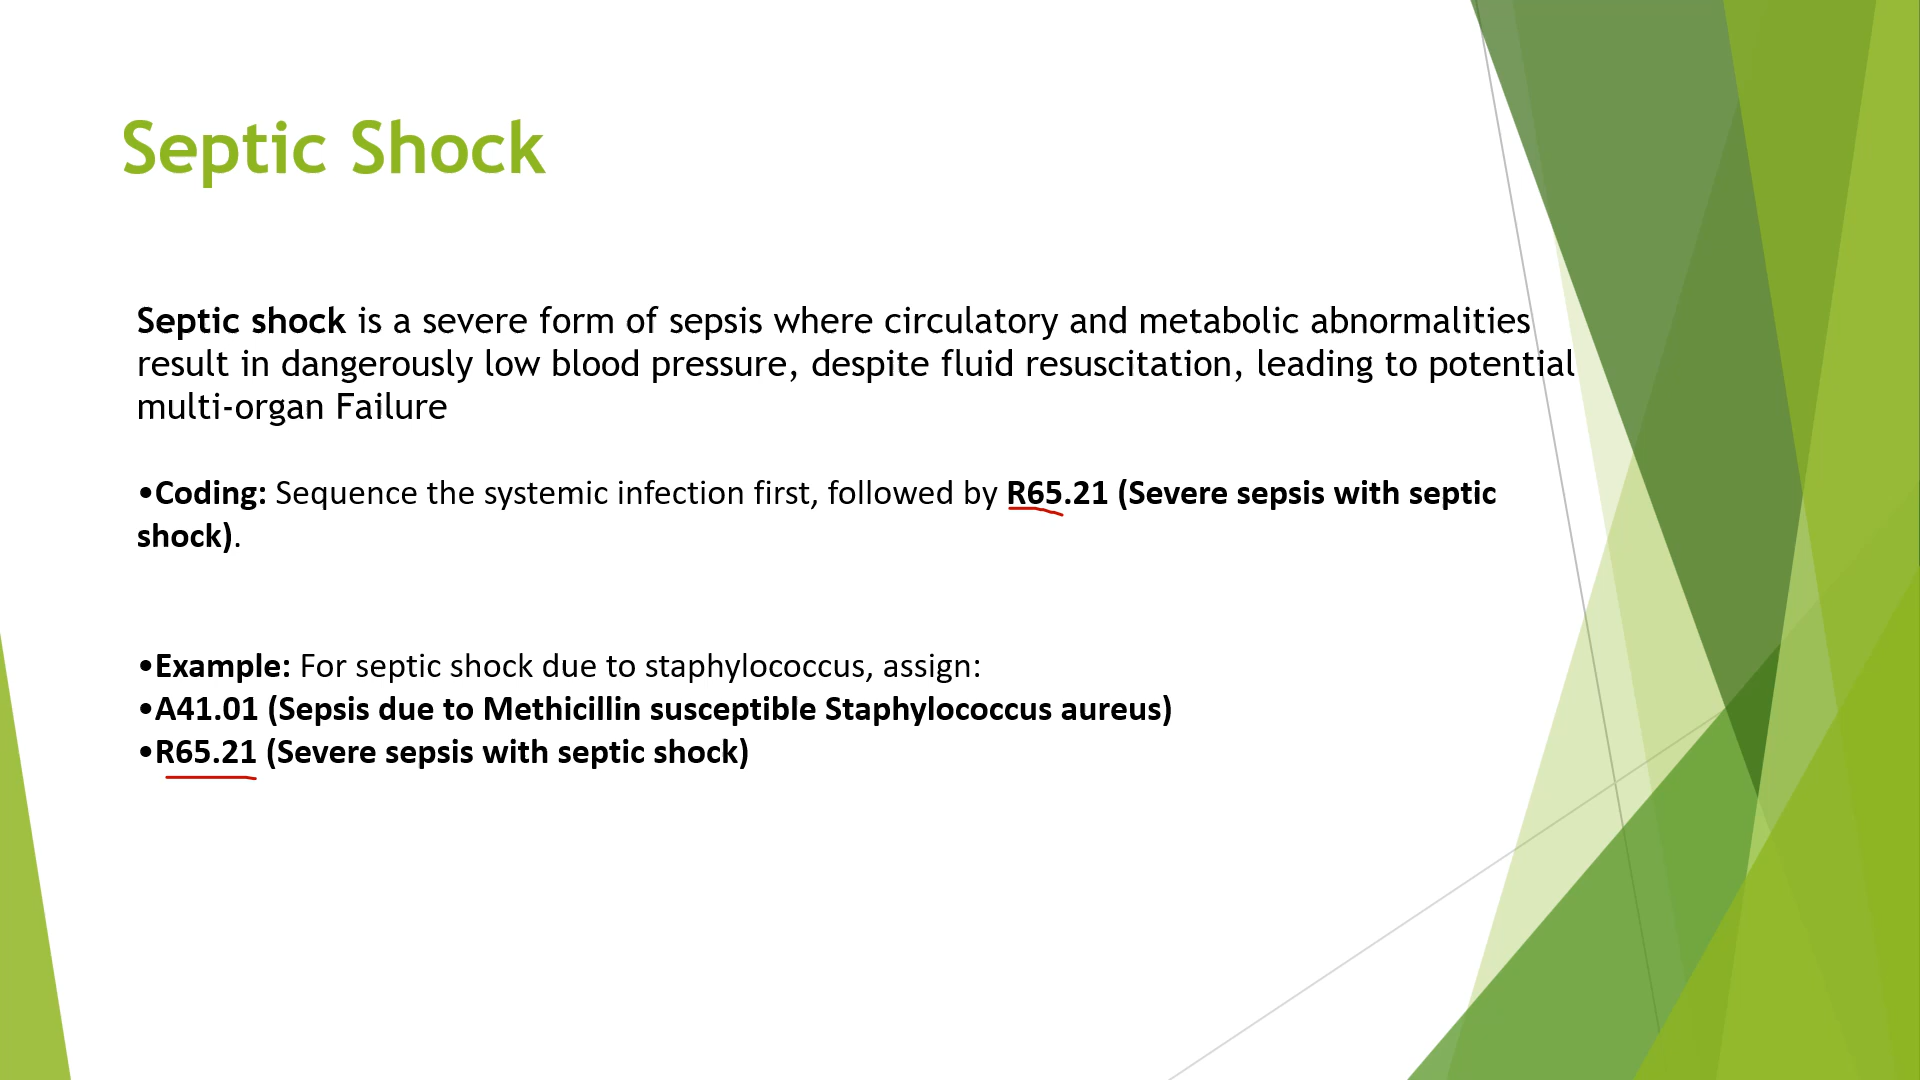 Septic Shock
Septic shock is a severe form of sepsis where circulatory and metabolic abnormalities
result in dangerously low blood pressure, despite fluid resuscitation, leading to potential
multi-organ Failure
•Coding: Sequence the systemic infection first, followed by R65.21 (Severe sepsis with septic
shock).
•Example: For septic shock due to staphylococcus, assign:
•A41.01 (Sepsis due to Methicillin susceptible Staphylococcus aureus)
•R65.21 (Severe sepsis with septic shock)